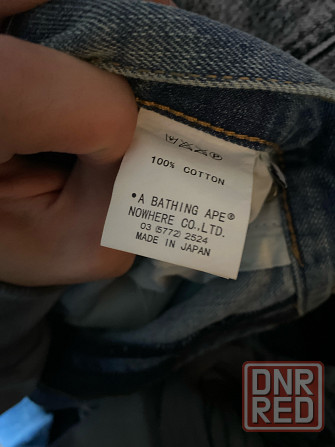 100% COTTON
•A BATHING APE®
NOWHERE CO.,LTD.
03 (5772) 2524
MADE IN JAPAN
DNR
RED